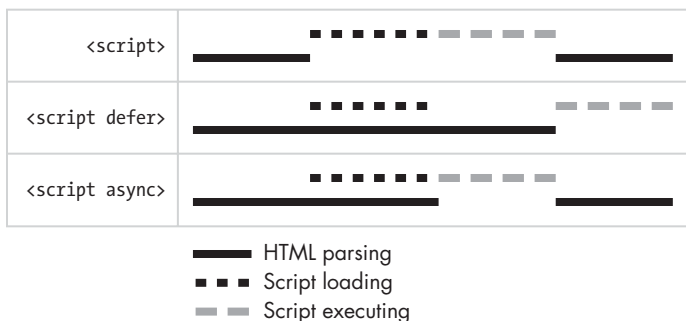 <script>
<script defer>
<script async>
HTML parsing
Script loading
Script executing